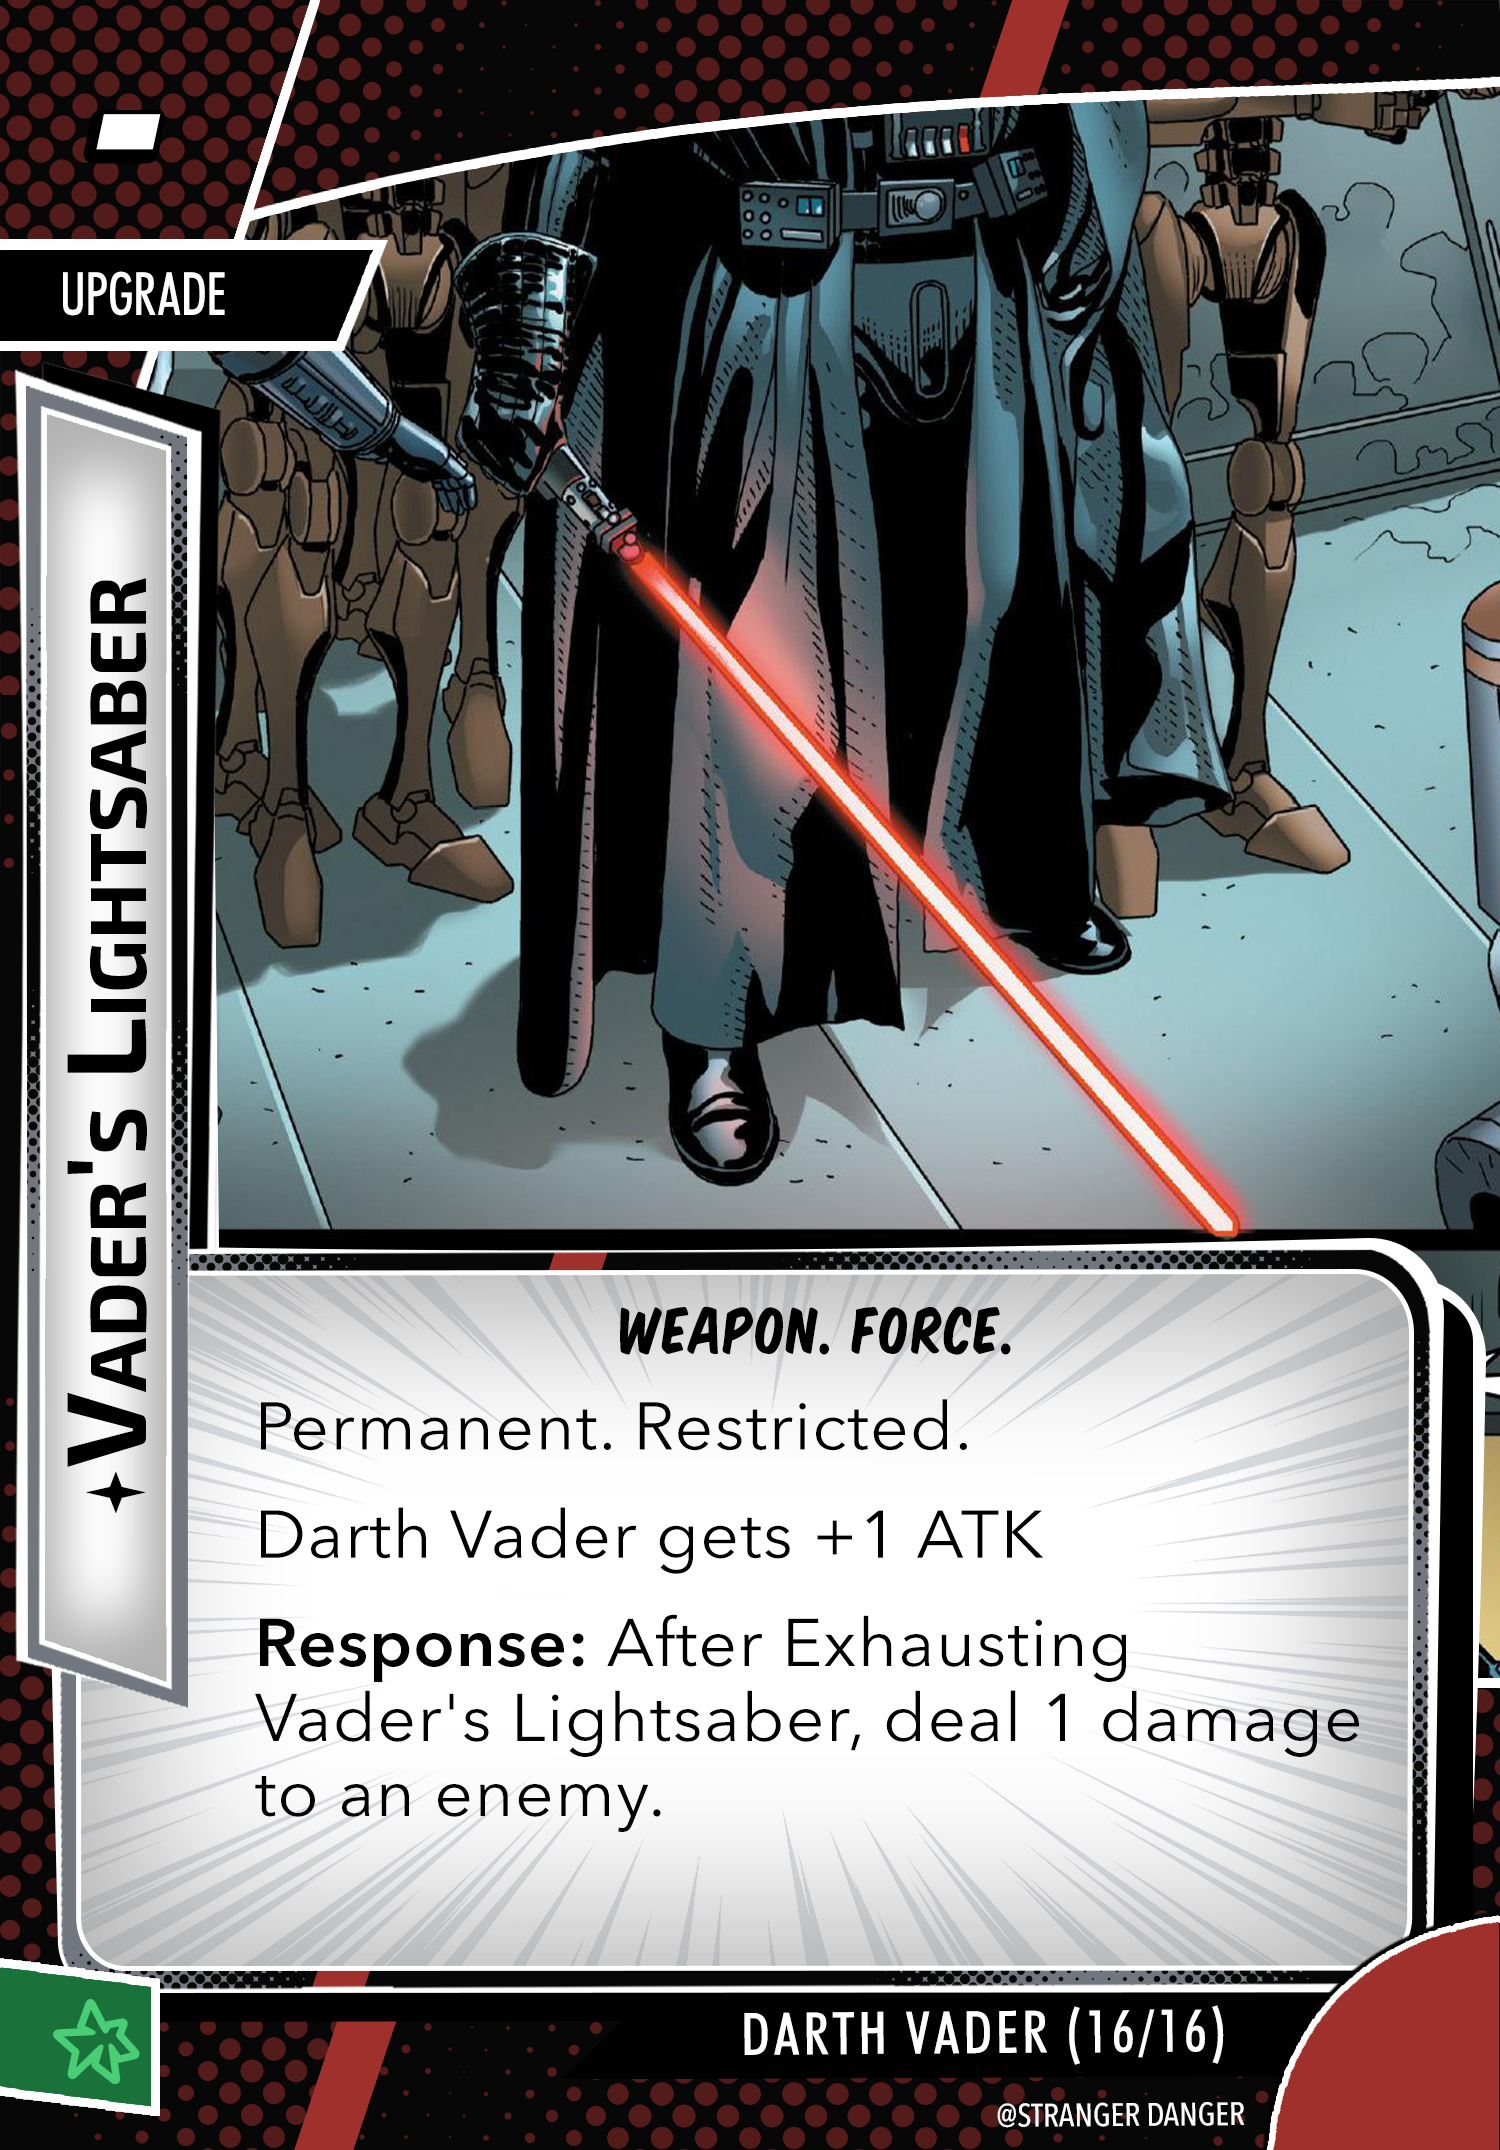 -
UPGRADE
✦Vader's Lightsaber
WEAPON. FORCE.
Permanent. Restricted.
Darth Vader gets +1 ATK
Response: After Exhausting
Vader's Lightsaber, deal 1 damage
to an enemy.
DARTH VADER (16/16)
@STRANGER DANGER